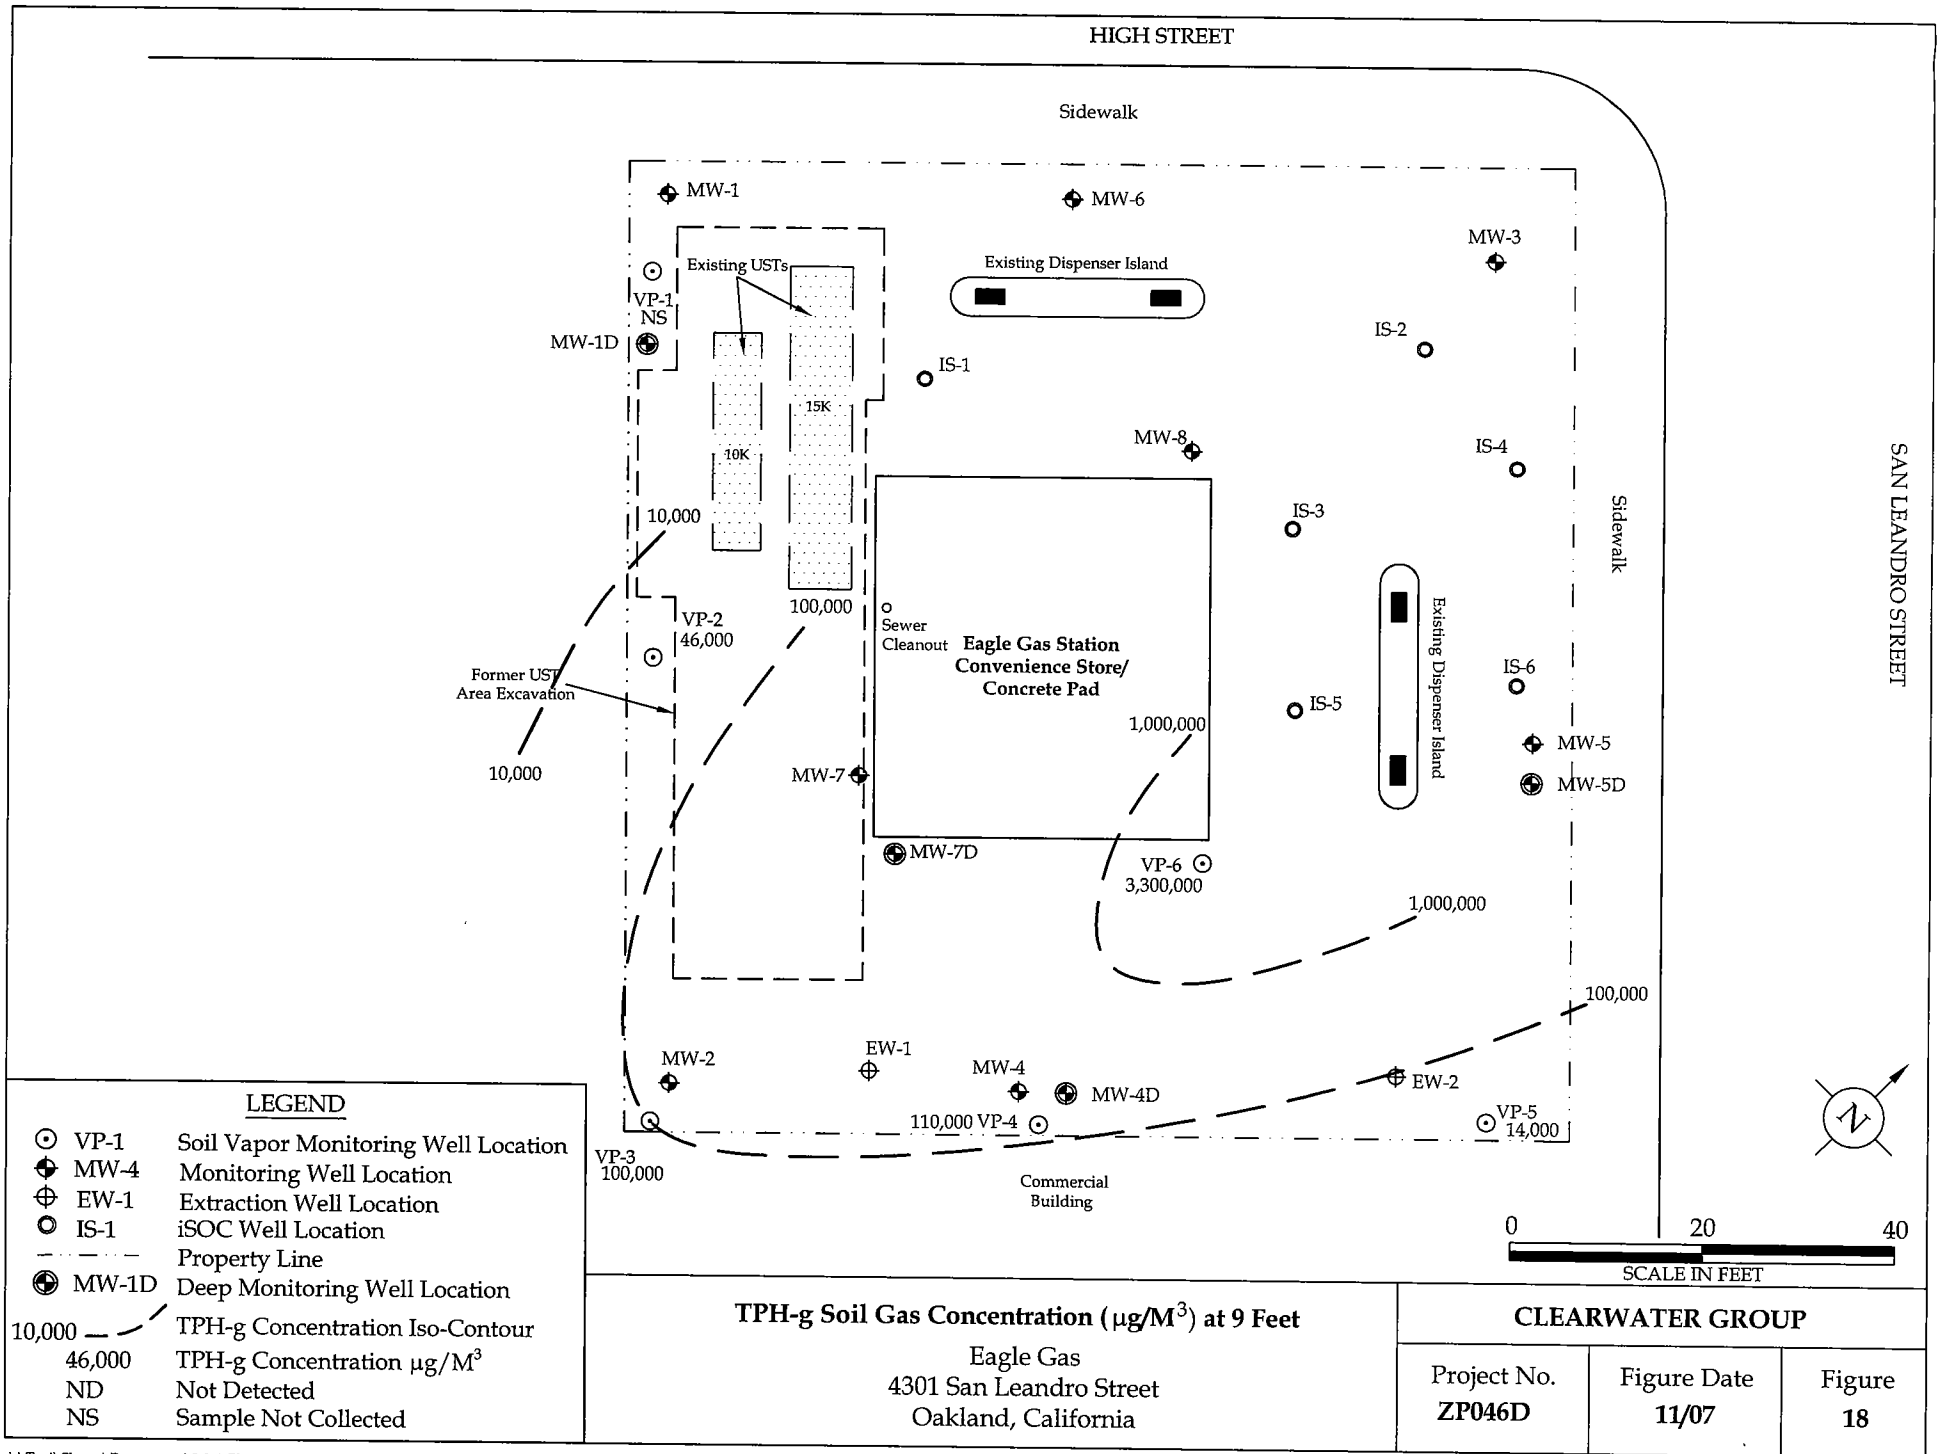 HIGH STREET
Sidewalk
MW-1
MW-6
MW-3
Existing USTs
Existing Dispenser Island
VP-1
NS
MW-1D
IS-2
IS-1
15K
MW-8
IS-4
10K
SAN LEANDRO STREET
Sidewalk
10,000
IS-3
100,000
VP-2
46,000
Sewer
Cleanout
Eagle Gas Station
Convenience Store/
Concrete Pad
Existing Dispenser Island
Former UST
Area Excavation
IS-6
IS-5
1,000,000
MW-5
10,000
MW-7
MW-5D
MW-7D
VP-6
3,300,000
1,000,000
100,000
MW-2
EW-1
MW-4
MW-4D
EW-2
110,000 VP-4
VP-5
14,000
VP-3
100,000
Commercial
Building
N
LEGEND
VP-1 Soil Vapor Monitoring Well Location
MW-4 Monitoring Well Location
EW-1 Extraction Well Location
IS-1 iSOC Well Location
Property Line
MW-1D Deep Monitoring Well Location
10,000 TPH-g Concentration Iso-Contour
46,000 TPH-g Concentration µg/M³
ND Not Detected
NS Sample Not Collected
0 20 40
SCALE IN FEET
TPH-g Soil Gas Concentration (µg/M³) at 9 Feet
Eagle Gas
4301 San Leandro Street
Oakland, California
CLEARWATER GROUP
Project No.
ZP046D
Figure Date
11/07
Figure
18